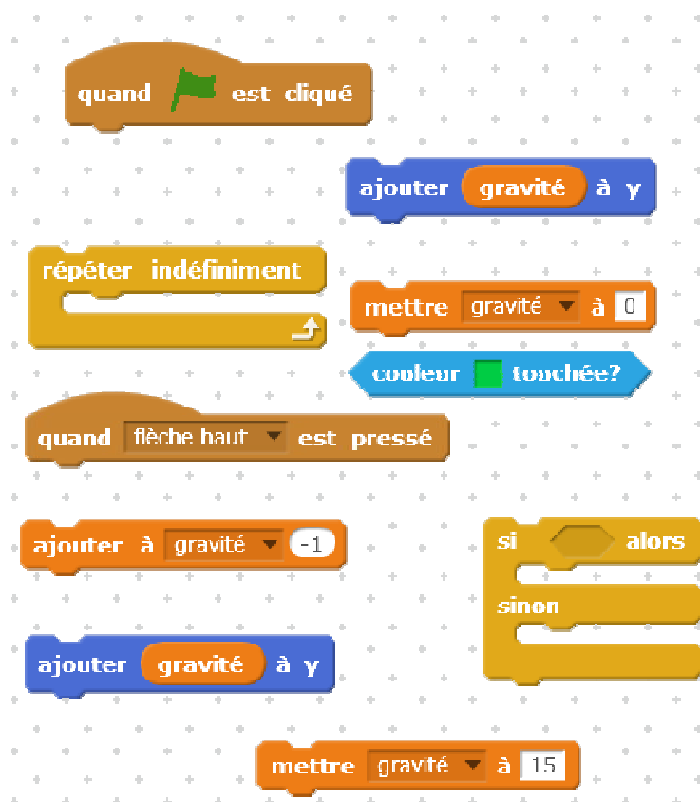 quand est cliqué
ajouter gravité à y
répéter indéfiniment
mettre gravité à 0
couleur touchée?
quand flèche haut est pressé
ajouter à gravité -1
si alors
sinon
ajouter gravité à y
mettre gravité à 15